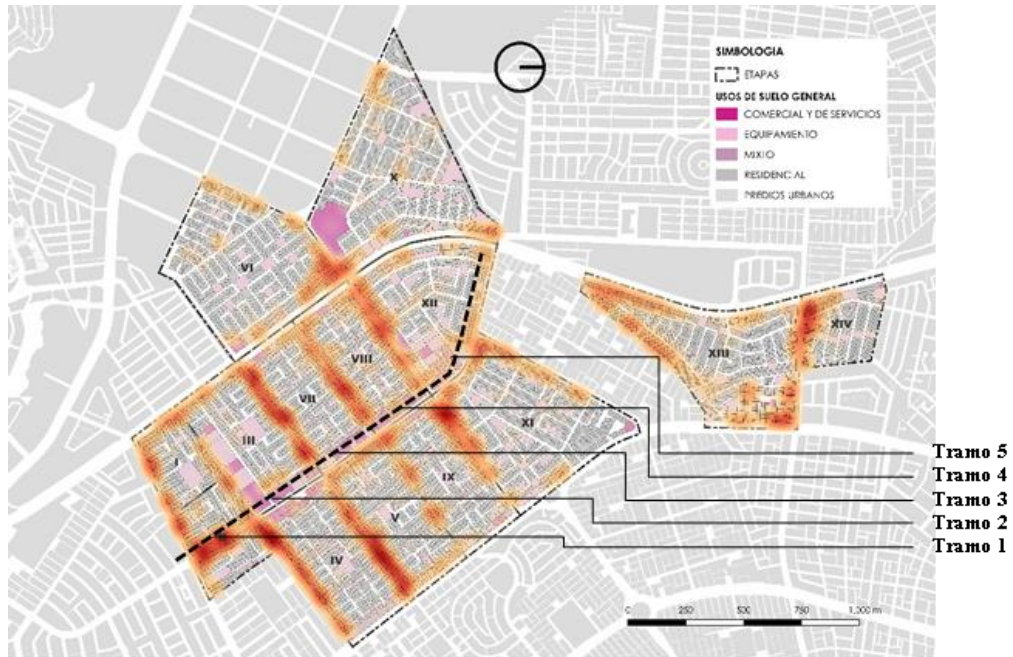 SIMBOLOGIA
ETAPAS
USOS DE SUELO GENERAL
COMERCIAL Y DE SERVICIOS
EQUIPAMIENTO
MIXTO
RESIDENCIAL
PREDIOS URBANOS
X
VI
XII
VIII
XIII
XIV
VII
XI
I
III
IX
V
IV
Tramo 5
Tramo 4
Tramo 3
Tramo 2
Tramo 1
0 250 500 750 1,000 m